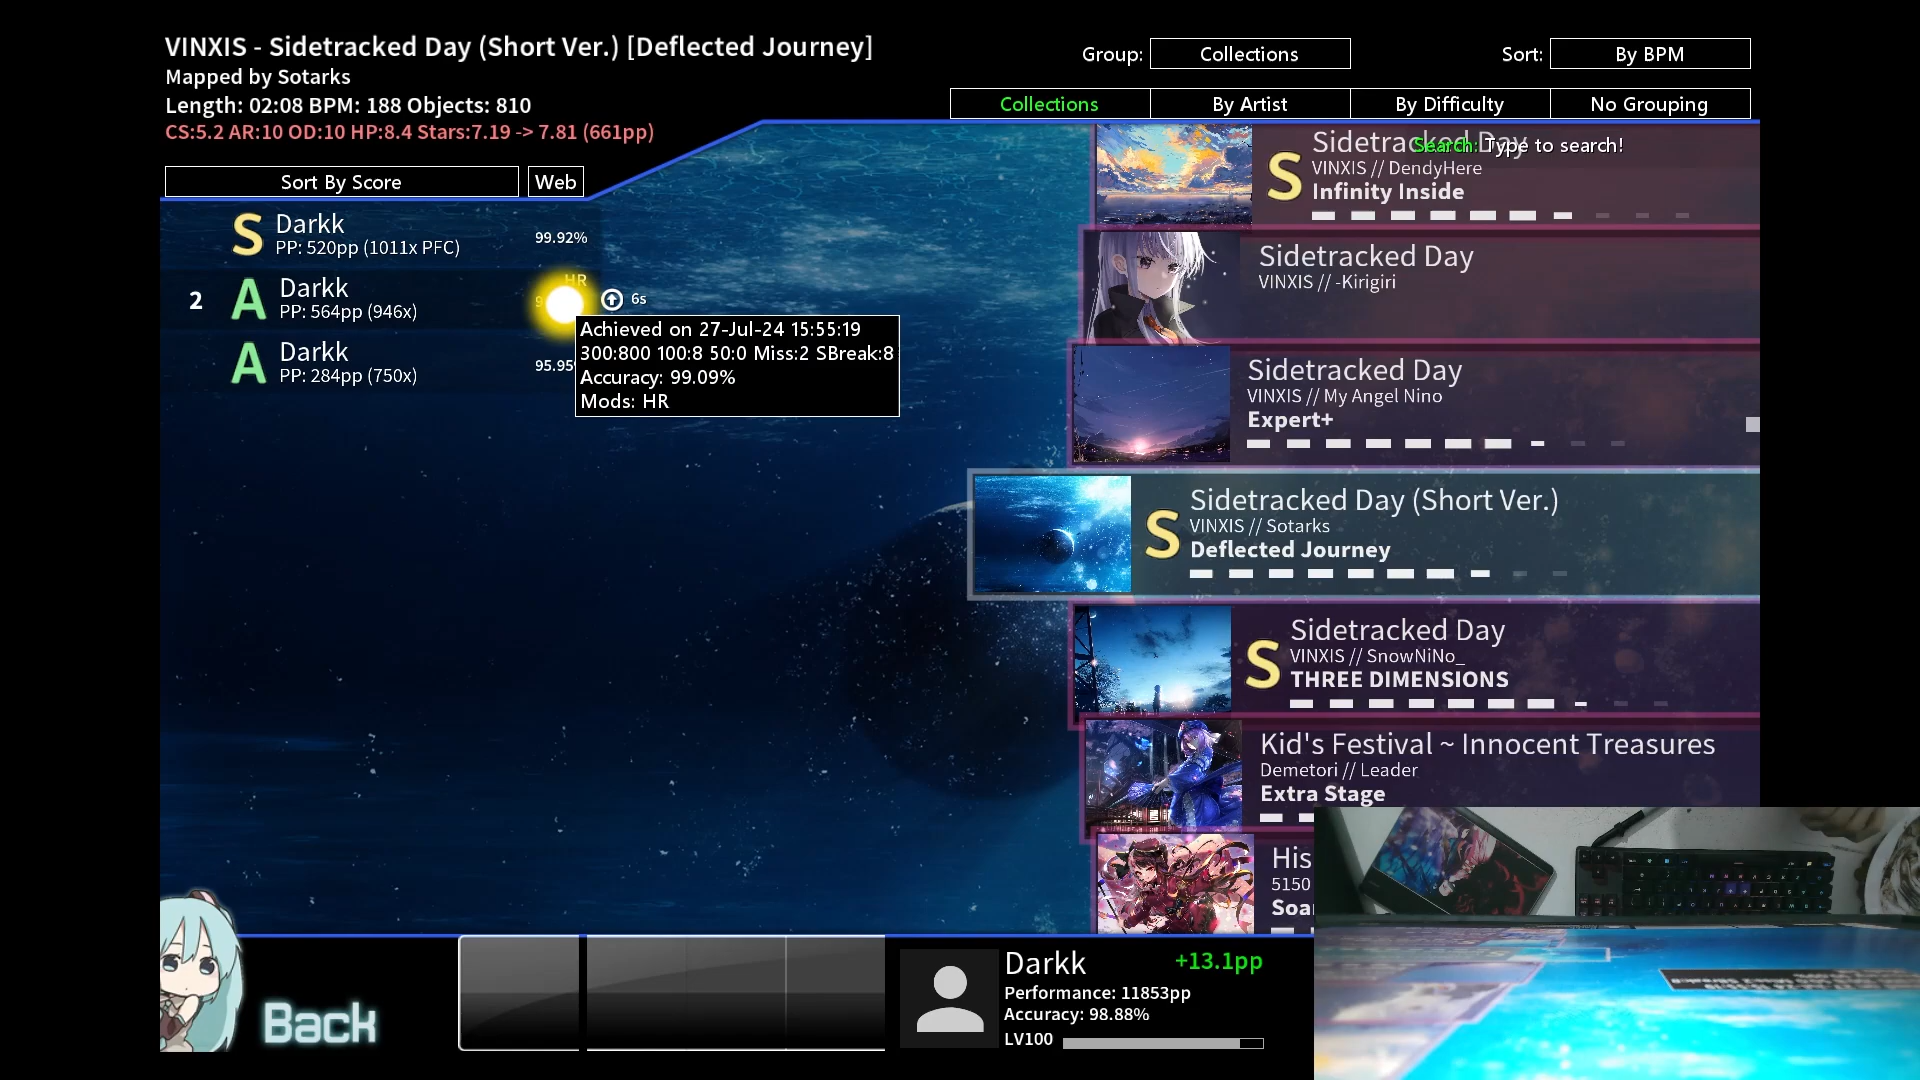 VINXIS - Sidetracked Day (Short Ver.) [Deflected Journey]
Mapped by Sotarks
Length: 02:08 BPM: 188 Objects: 810
CS:5.2 AR:10 OD:10 HP:8.4 Stars:7.19 -> 7.81 (661pp)
Group: Collections
Sort: By BPM
Collections By Artist By Difficulty No Grouping
Sort By Score Web
Search: Type to search!
Darkk
PP: 520pp (1011x PFC)
99.92%
S
2
A
Darkk
PP: 564pp (946x)
HR
6s
A
Darkk
PP: 284pp (750x)
95.95
Achieved on 27-Jul-24 15:55:19
300:800 100:8 50:0 Miss:2 SBreak:8
Accuracy: 99.09%
Mods: HR
S
Sidetracked Day
VINXIS // DendyHere
Infinity Inside
Sidetracked Day
VINXIS // -Kirigiri
Sidetracked Day
VINXIS // My Angel Nino
Expert+
S
Sidetracked Day (Short Ver.)
VINXIS // Sotarks
Deflected Journey
S
Sidetracked Day
VINXIS // SnowNiNo_
THREE DIMENSIONS
Kid's Festival ~ Innocent Treasures
Demetori // Leader
Extra Stage
His
5150
Soa
Back
Darkk
+13.1pp
Performance: 11853pp
Accuracy: 98.88%
LV100